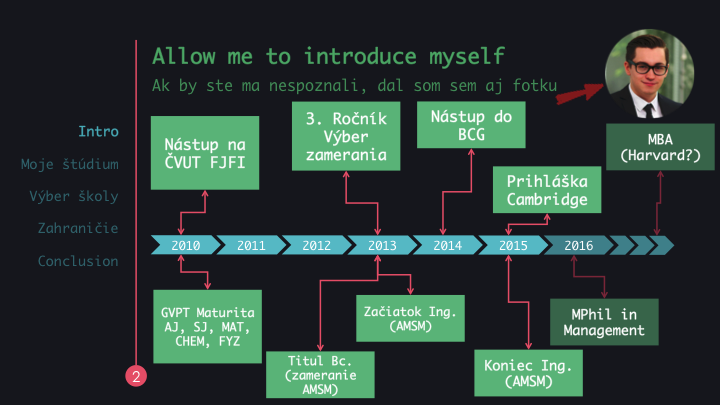 Allow me to introduce myself
Ak by ste ma nespoznali, dal som sem aj fotku
Intro
Moje štúdium
Výber školy
Zahraničie
Conclusion
2
Nástup na
ČVUT FJFI
3. Ročník
Výber
zamerania
Nástup do
BCG
Prihláška
Cambridge
MBA
(Harvard?)
2010
2011
2012
2013
2014
2015
2016
GVPT Maturita
AJ, SJ, MAT,
CHEM, FYZ
Titul Bc.
(zameranie
AMSM)
Začiatok Ing.
(AMSM)
Koniec Ing.
(AMSM)
MPhil in
Management